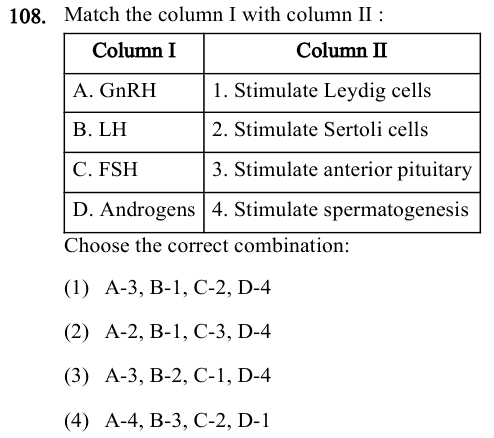 108. Match the column I with column II :
Column I Column II
A. GnRH 1. Stimulate Leydig cells
B. LH 2. Stimulate Sertoli cells
C. FSH 3. Stimulate anterior pituitary
D. Androgens 4. Stimulate spermatogenesis
Choose the correct combination:
(1) A-3, B-1, C-2, D-4
(2) A-2, B-1, C-3, D-4
(3) A-3, B-2, C-1, D-4
(4) A-4, B-3, C-2, D-1